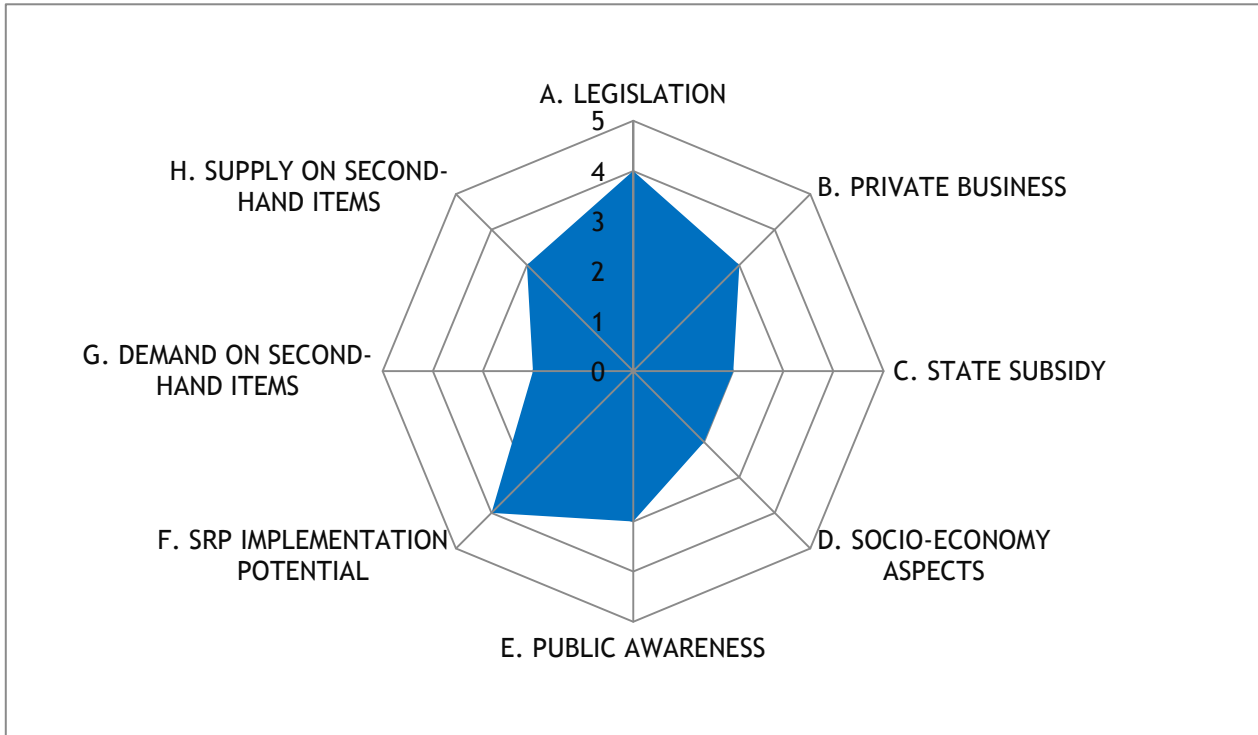 A. LEGISLATION
5
4
3
2
1
0
B. PRIVATE BUSINESS
C. STATE SUBSIDY
D. SOCIO-ECONOMY
ASPECTS
E. PUBLIC AWARENESS
F. SRP IMPLEMENTATION
POTENTIAL
G. DEMAND ON SECOND-
HAND ITEMS
H. SUPPLY ON SECOND-
HAND ITEMS